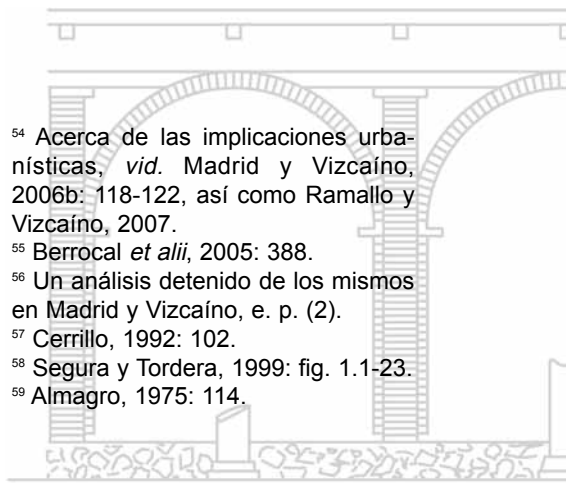 54 Acerca de las implicaciones urba-
nísticas, vid. Madrid y Vizcaíno,
2006b: 118-122, así como Ramallo y
Vizcaíno, 2007.
55 Berrocal et alii, 2005: 388.
56 Un análisis detenido de los mismos
en Madrid y Vizcaíno, e. p. (2).
57 Cerrillo, 1992: 102.
58 Segura y Tordera, 1999: fig. 1.1-23.
59 Almagro, 1975: 114.